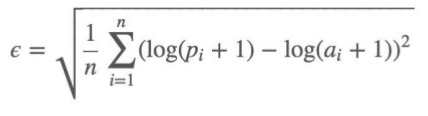 ϵ = √(1/n ∑_{i=1}^{n} (log(p_i + 1) − log(a_i + 1))²)